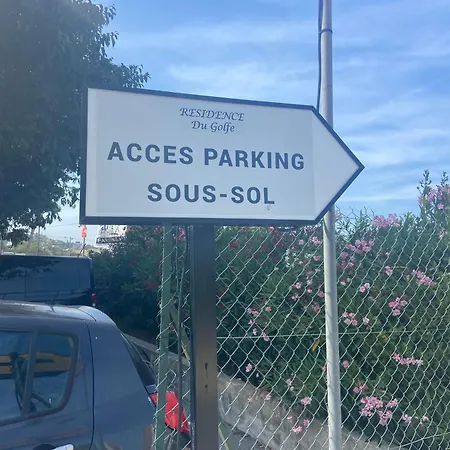 RESIDENCE
Du Golfe
ACCES PARKING
SOUS-SOL